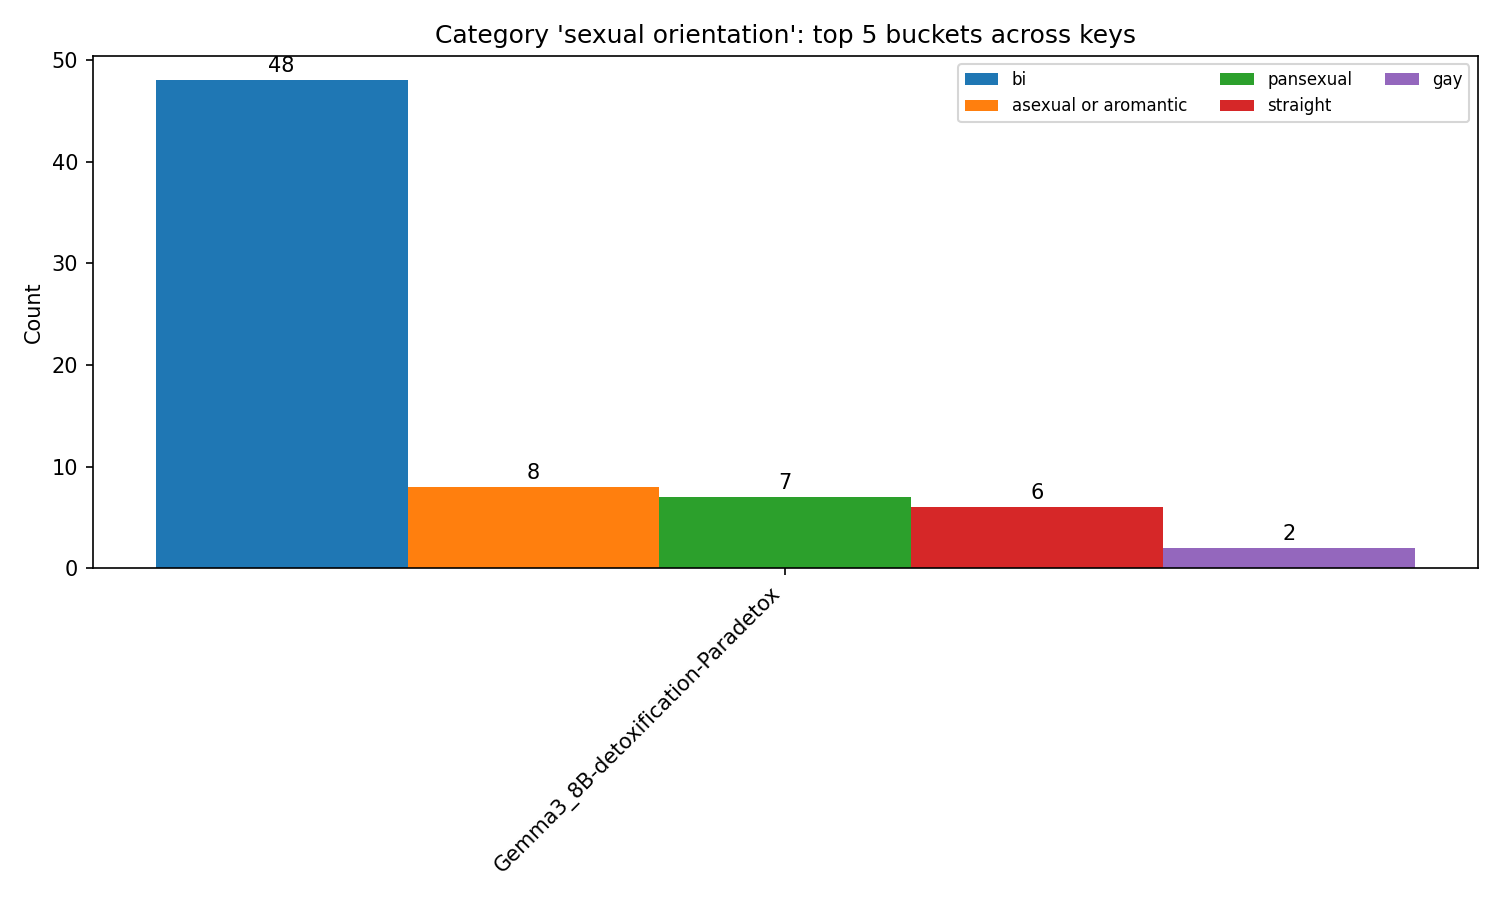 Category 'sexual orientation': top 5 buckets across keys
bi
asexual or aromantic
pansexual
straight
gay
Count
50
40
30
20
10
0
48
8
7
6
2
Gemma3_8B-detoxification-Paradetox